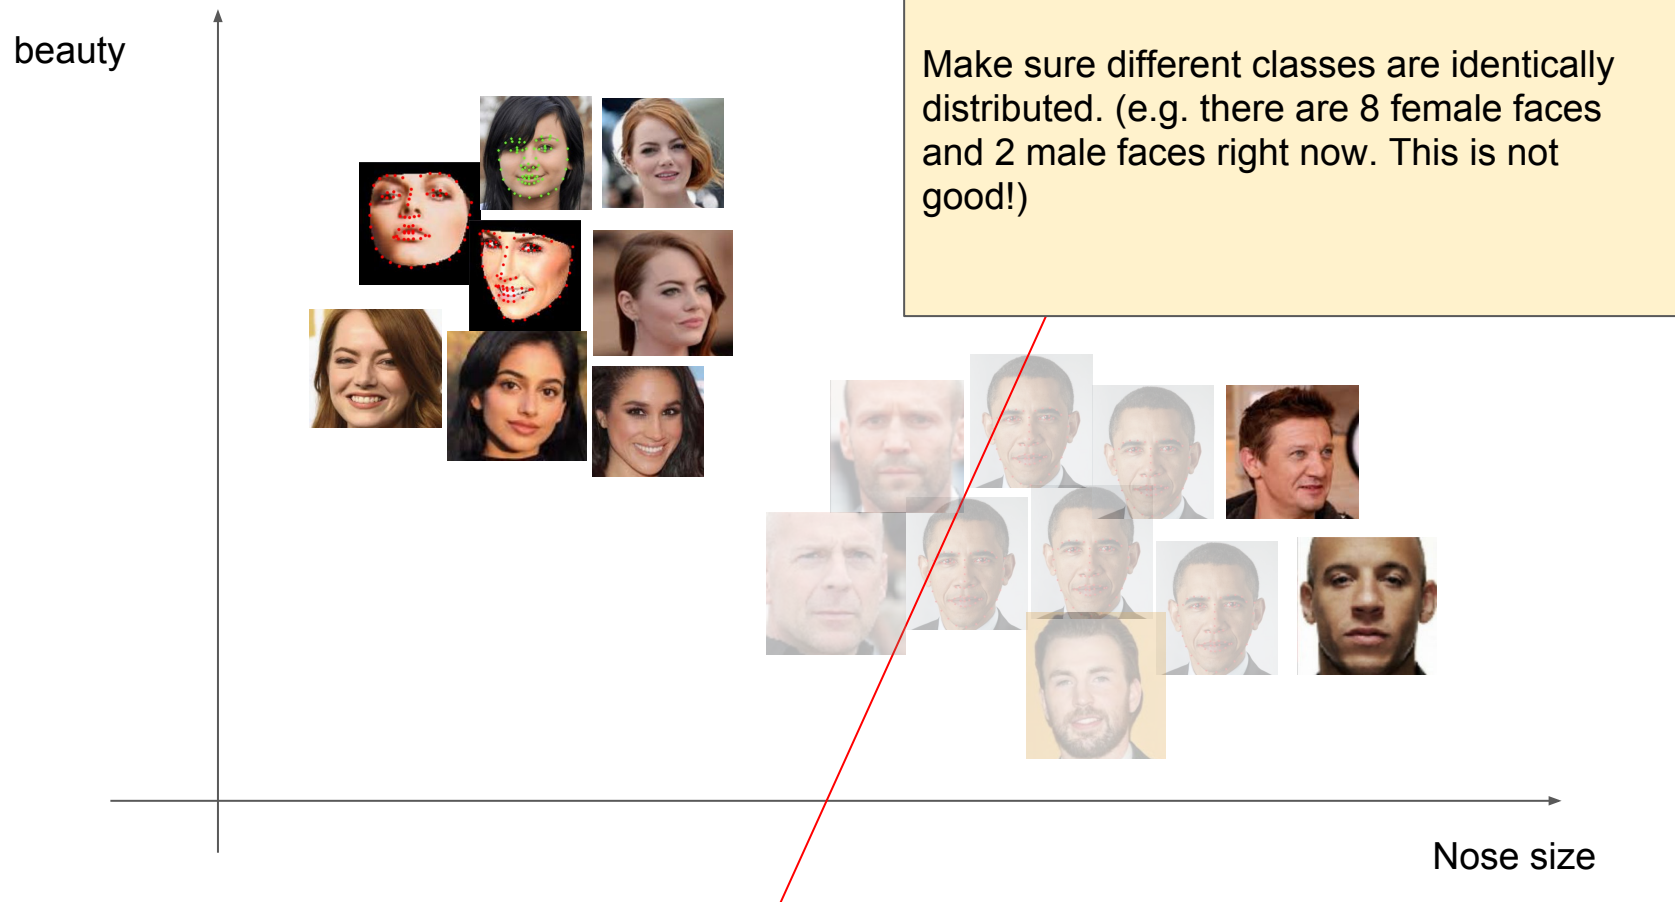 beauty
Make sure different classes are identically
distributed. (e.g. there are 8 female faces
and 2 male faces right now. This is not
good!)
Nose size